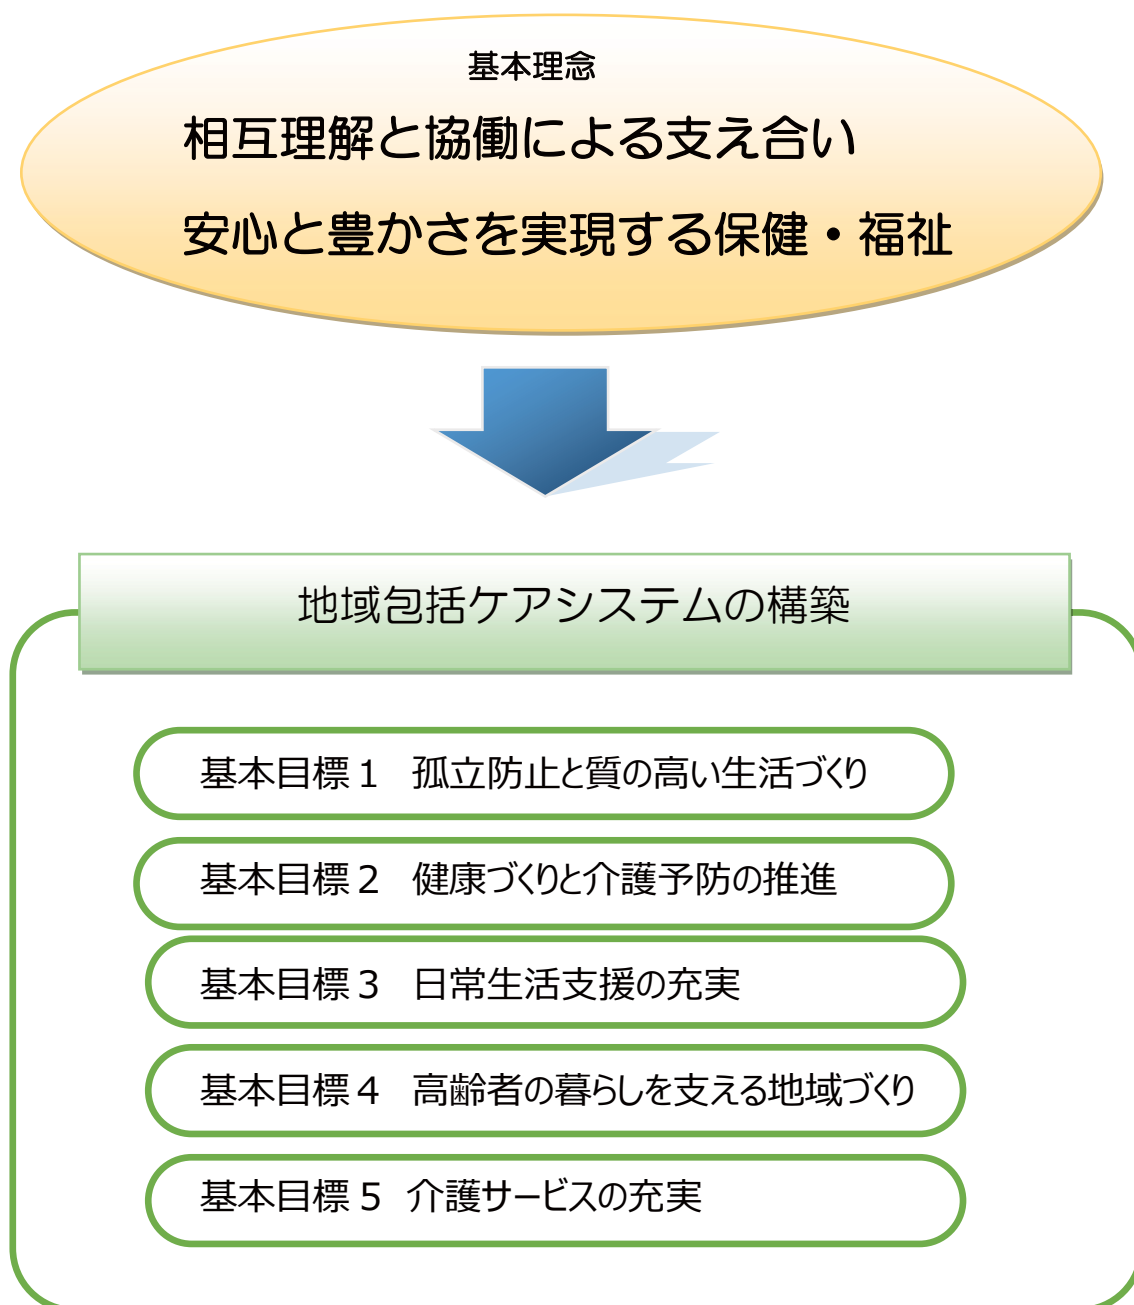 基本理念
相互理解と協働による支え合い
安心と豊かさを実現する保健・福祉
地域包括ケアシステムの構築
基本目標１　孤立防止と質の高い生活づくり
基本目標２　健康づくりと介護予防の推進
基本目標３　日常生活支援の充実
基本目標４　高齢者の暮らしを支える地域づくり
基本目標５　介護サービスの充実